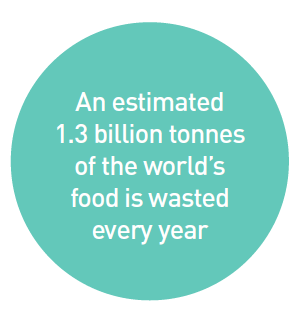 An estimated
1.3 billion tonnes
of the world's
food is wasted
every year